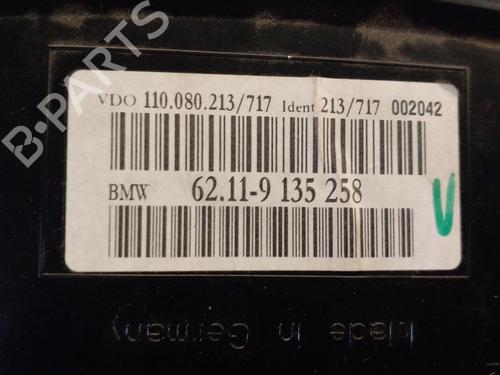 VDO 110.080.213/717 Ident 213/717 002042
BMW 62.11-9 135 258
V
Made in Germany
B-PARTS